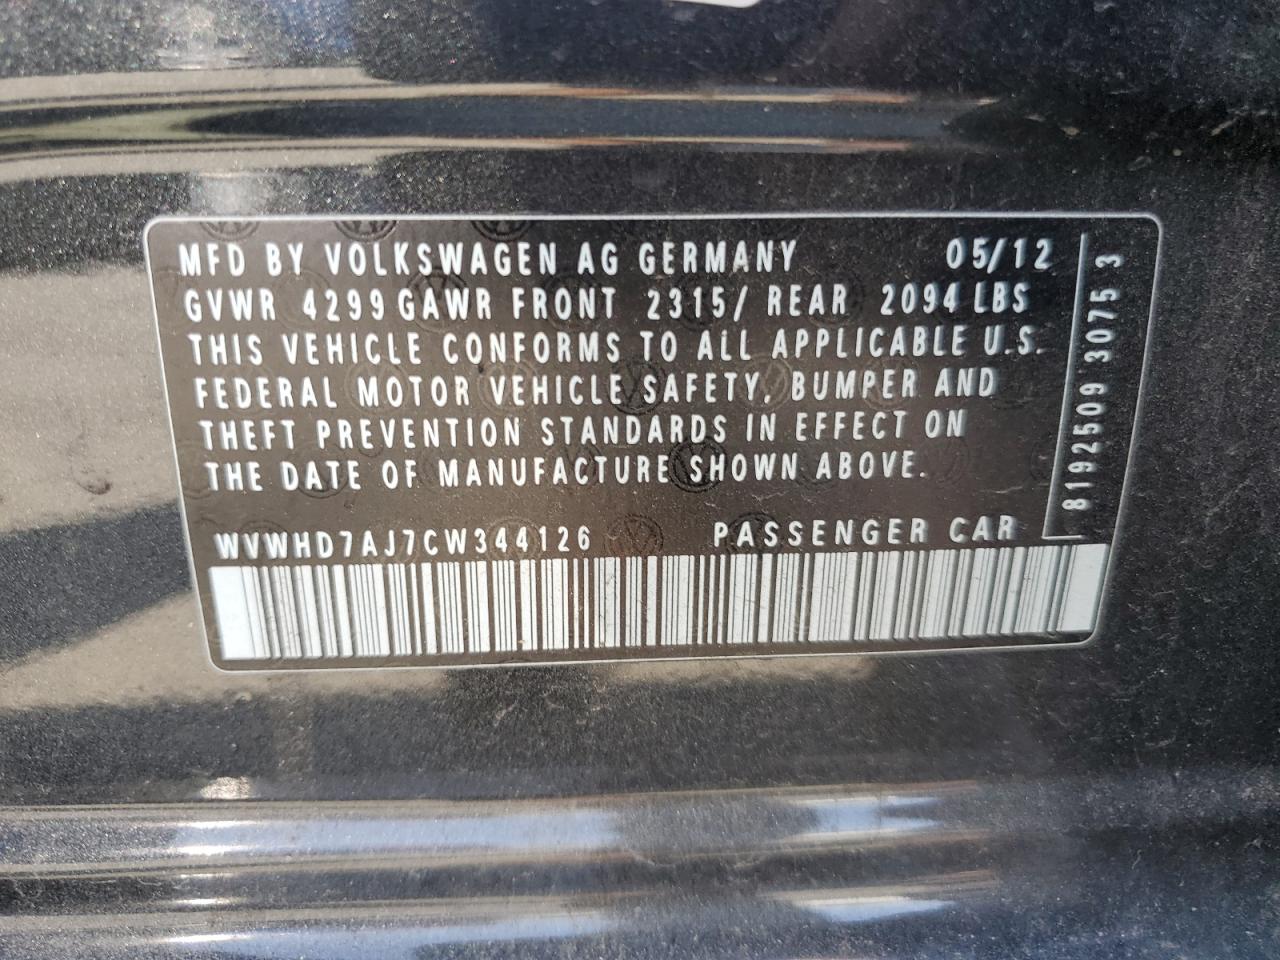 MFD BY VOLKSWAGEN AG GERMANY 05/12
GVWR 4299 GAWR FRONT 2315/ REAR 2094 LBS
THIS VEHICLE CONFORMS TO ALL APPLICABLE U.S.
FEDERAL MOTOR VEHICLE SAFETY, BUMPER AND
THEFT PREVENTION STANDARDS IN EFFECT ON
THE DATE OF MANUFACTURE SHOWN ABOVE.
WVWHD7AJ7CW344126 PASSENGER CAR
8192509 3075 3